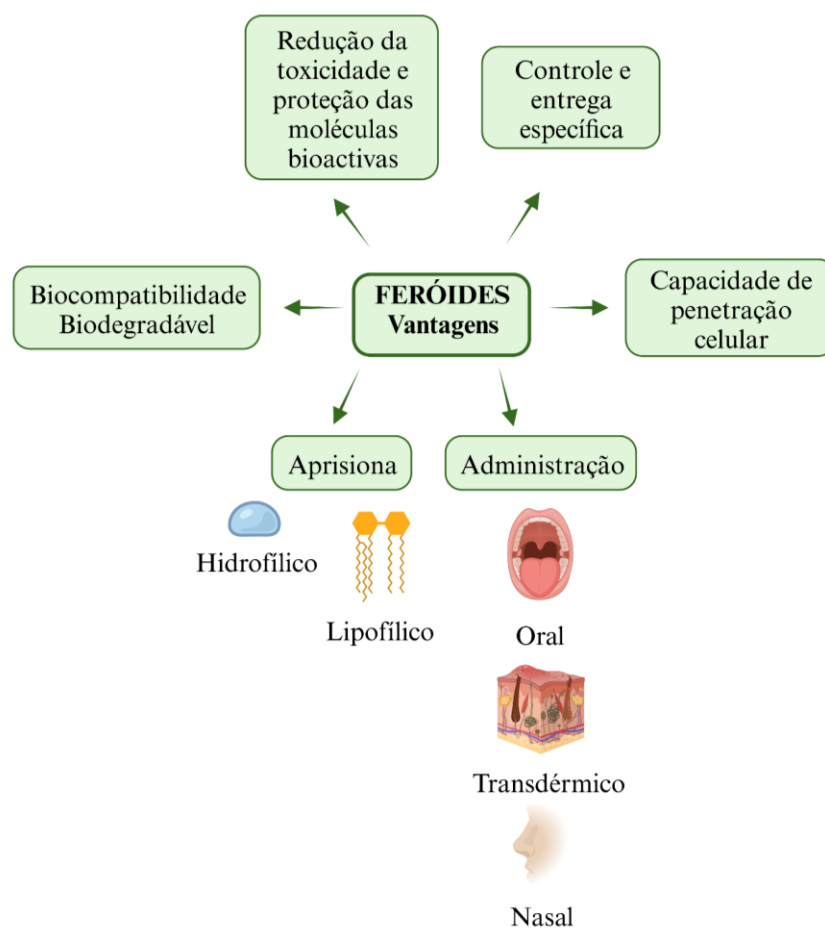 Redução da
toxicidade e
proteção das
moléculas
bioactivas
Controle e
entrega
específica
Biocompatibilidade
Biodegradável
FERÓIDES
Vantagens
Capacidade de
penetração
celular
Aprisiona
Administração
Hidrofílico
Lipofílico
Oral
Transdérmico
Nasal